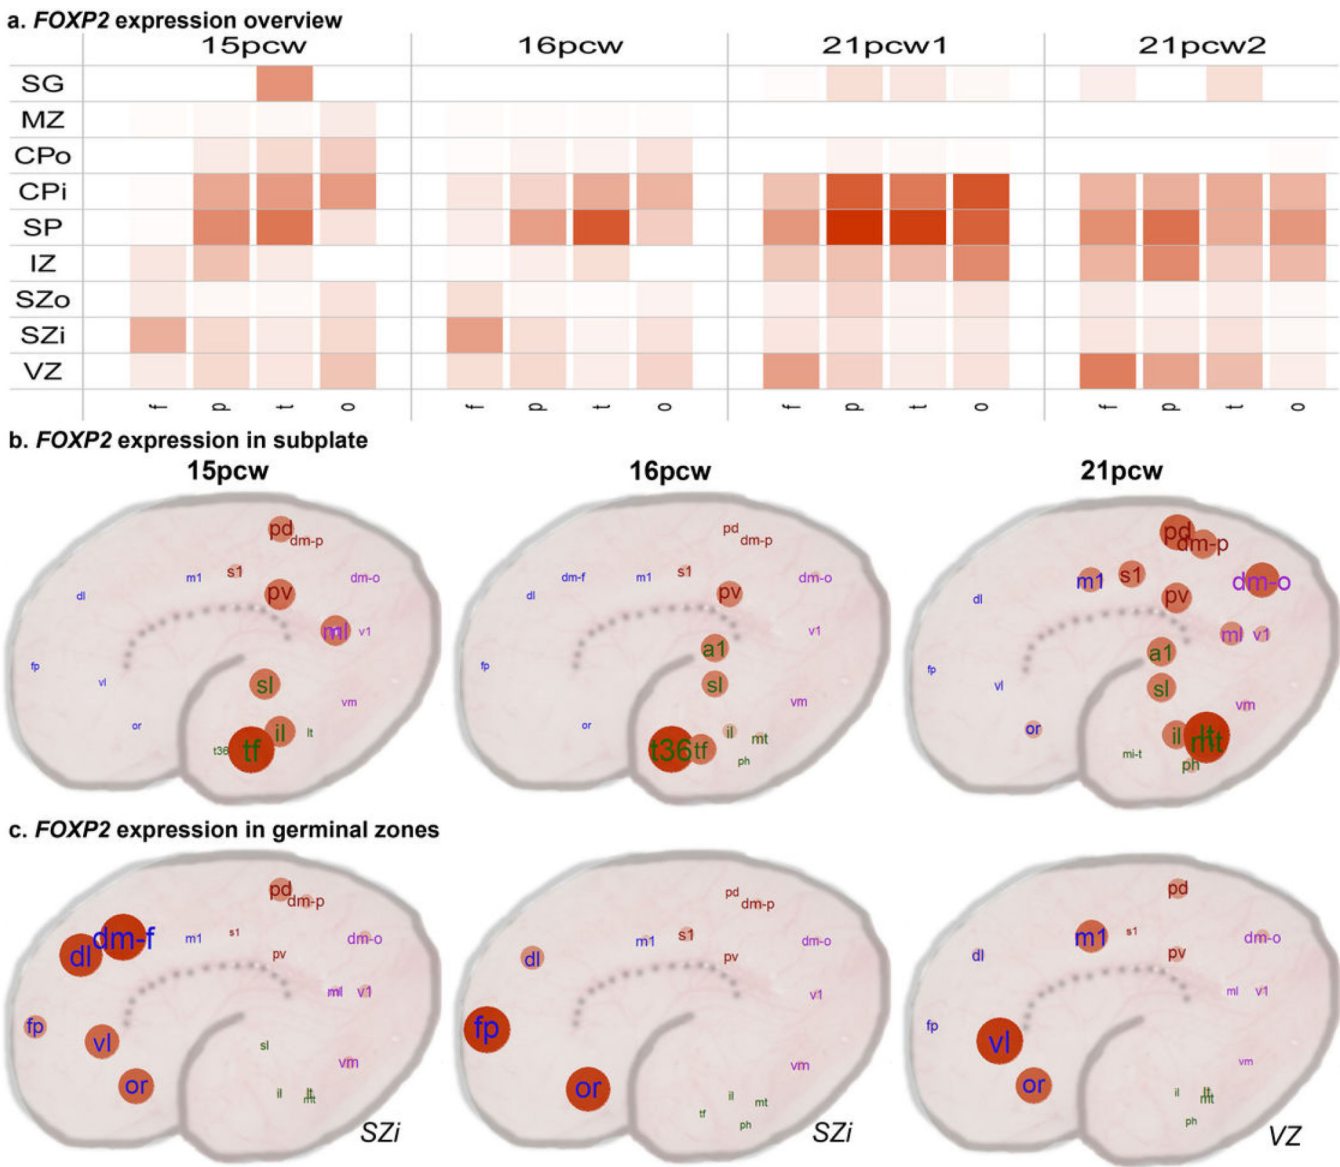 a. FOXP2 expression overview
15pcw 16pcw 21pcw1 21pcw2
SG
MZ
CPo
CPi
SP
IZ
SZo
SZi
VZ
f p t o f p t o f p t o f p t o
b. FOXP2 expression in subplate
15pcw 16pcw 21pcw
pd
dm-p
m1 s1 dm-o
dl pv
ml v1
fp
vl sl
vm
or il lt
t36 tf
pd
dm-p
dm-f m1 s1 dm-o
dl pv
v1
a1
fp sl
vm
or il mt
t36 tf
ph
pd
dm-p
m1 s1 dm-o
dl pv
ml v1
a1
fp
vl sl
vm
or il lt
mt
mi-t ph
c. FOXP2 expression in germinal zones
pd
dm-p
dm-f m1 s1 dm-o
dl pv
ml v1
fp
vl sl
vm
or il lt
mt
SZi
pd
dm-p
m1 s1 dm-o
dl pv
v1
fp
vm
or il mt
tf ph
SZi
pd
m1 s1 dm-o
dl pv
ml v1
fp
vl
vm
or il lt
mt
ph
VZ